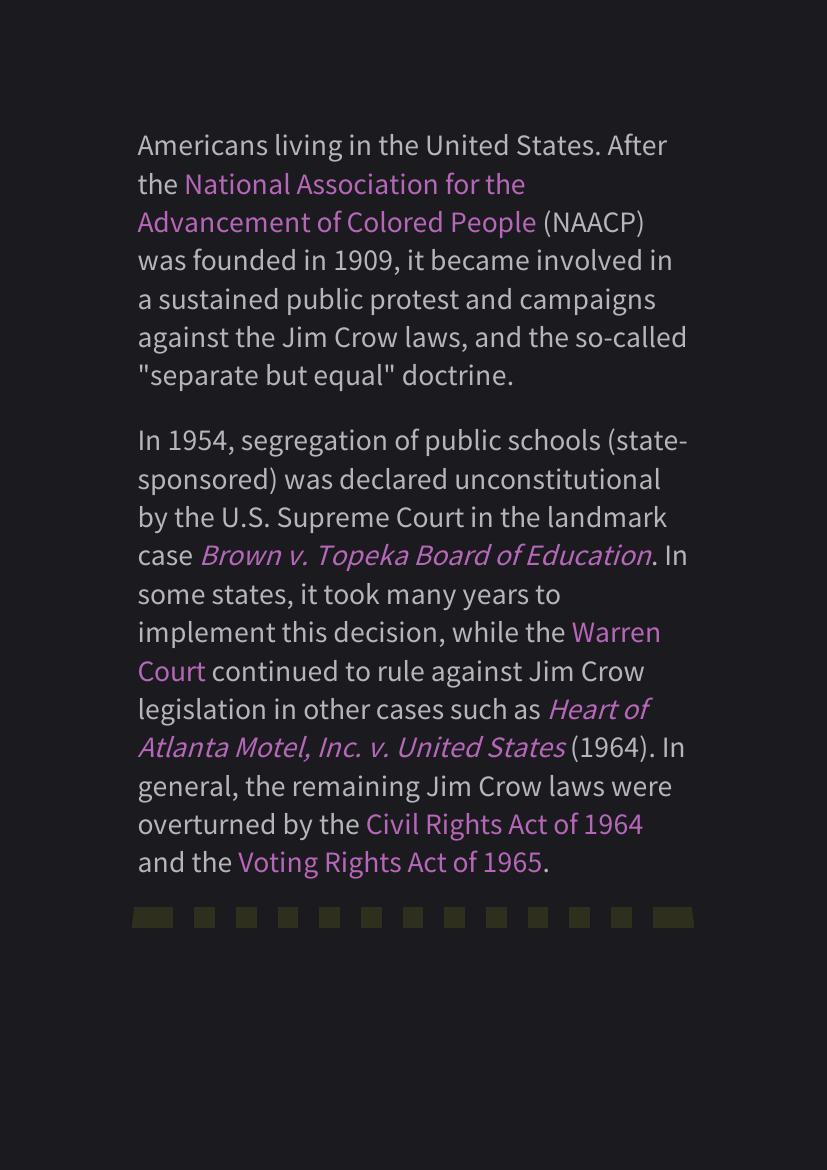 Americans living in the United States. After
the National Association for the
Advancement of Colored People (NAACP)
was founded in 1909, it became involved in
a sustained public protest and campaigns
against the Jim Crow laws, and the so-called
"separate but equal" doctrine.
In 1954, segregation of public schools (state-
sponsored) was declared unconstitutional
by the U.S. Supreme Court in the landmark
case Brown v. Topeka Board of Education. In
some states, it took many years to
implement this decision, while the Warren
Court continued to rule against Jim Crow
legislation in other cases such as Heart of
Atlanta Motel, Inc. v. United States (1964). In
general, the remaining Jim Crow laws were
overturned by the Civil Rights Act of 1964
and the Voting Rights Act of 1965.